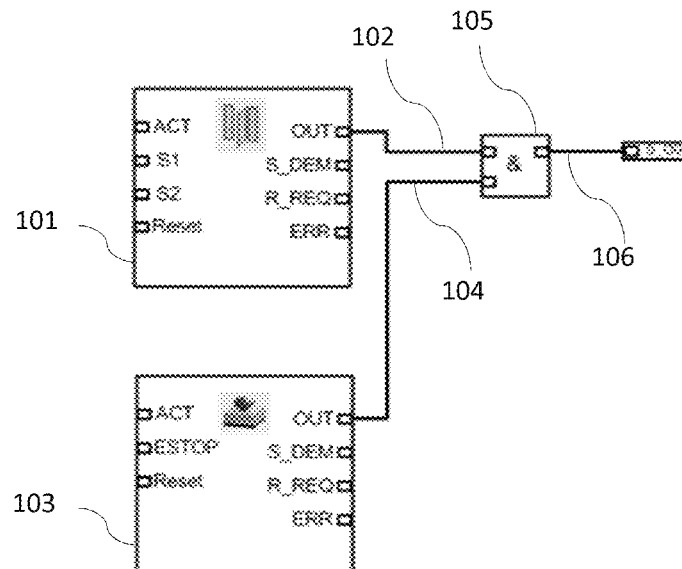 105
102
ACT
OUT
S1
S_DEM
&
S2
R_REQ
Reset
ERR
101
104
106
ACT
OUT
ESTOP
S_DEM
Reset
R_REQ
103
ERR